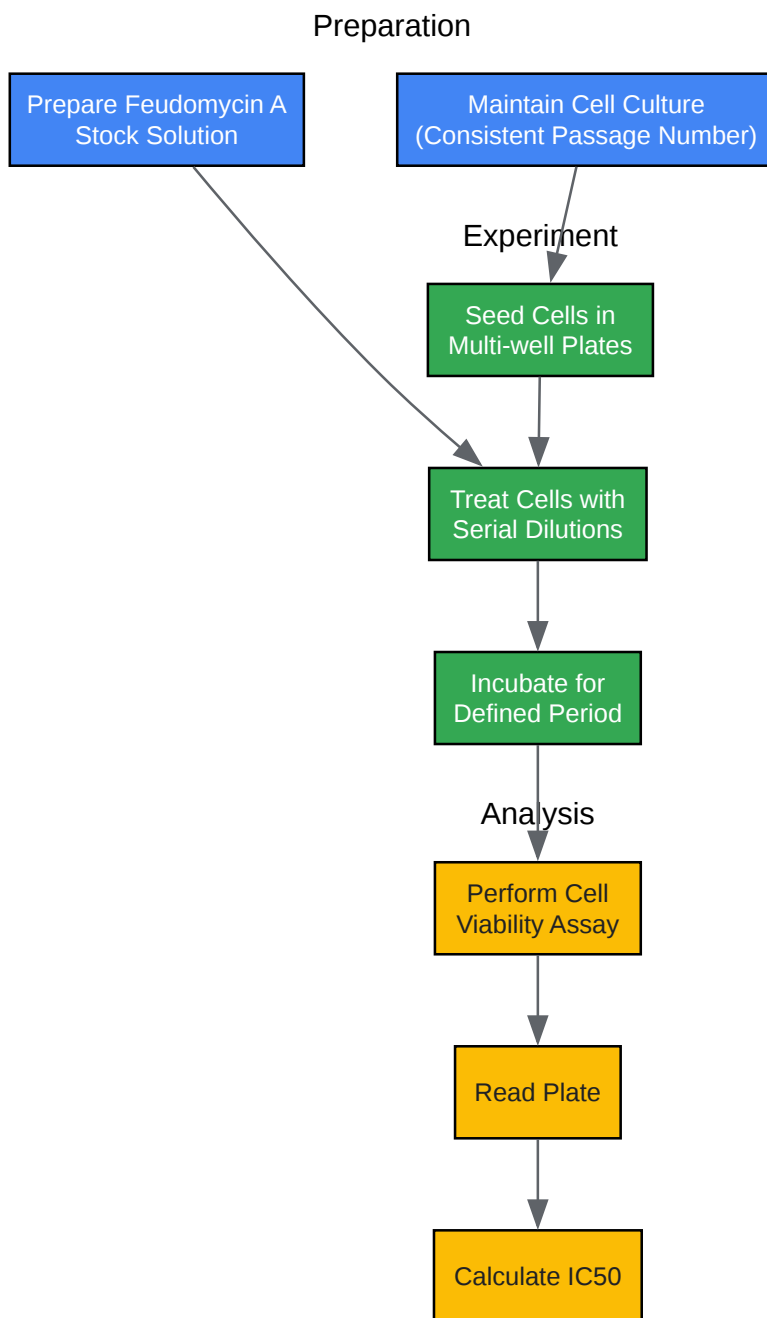 Preparation
Prepare Feudomycin A
Stock Solution
Maintain Cell Culture
(Consistent Passage Number)
Experiment
Seed Cells in
Multi-well Plates
Treat Cells with
Serial Dilutions
Incubate for
Defined Period
Analysis
Perform Cell
Viability Assay
Read Plate
Calculate IC50